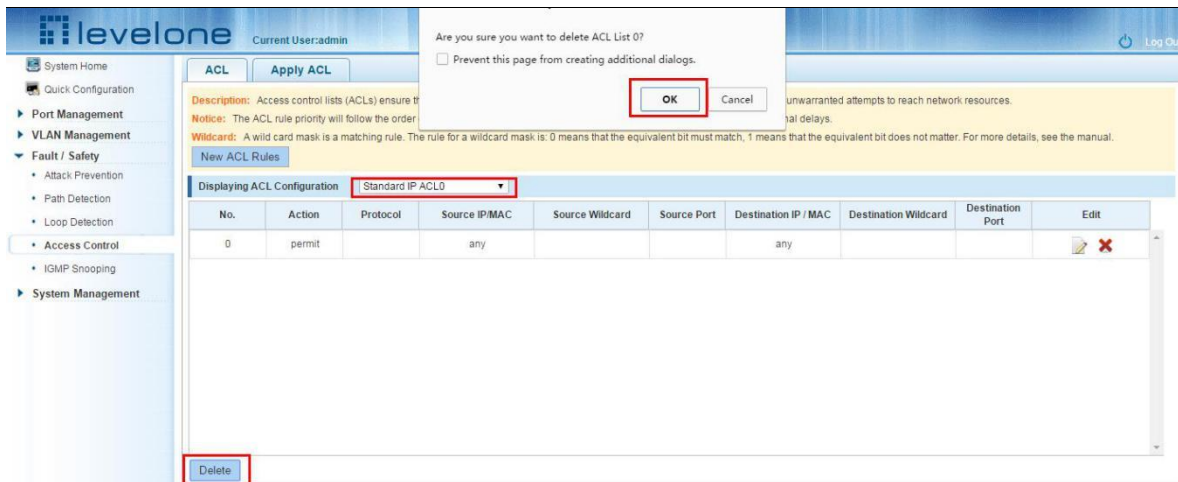 levelone
Current User:admin
Log Ou
Are you sure you want to delete ACL List 0?
Prevent this page from creating additional dialogs.
OK
Cancel
System Home
Quick Configuration
Port Management
VLAN Management
Fault / Safety
Attack Prevention
Path Detection
Loop Detection
Access Control
IGMP Snooping
System Management
ACL
Apply ACL
Description: Access control lists (ACLs) ensure unwarranted attempts to reach network resources.
Notice: The ACL rule priority will follow the order delays.
Wildcard: A wild card mask is a matching rule. The rule for a wildcard mask is: 0 means that the equivalent bit must match, 1 means that the equivalent bit does not matter. For more details, see the manual.
New ACL Rules
Displaying ACL Configuration Standard IP ACL0
No. Action Protocol Source IP/MAC Source Wildcard Source Port Destination IP / MAC Destination Wildcard Destination Port Edit
0 permit any any
Delete